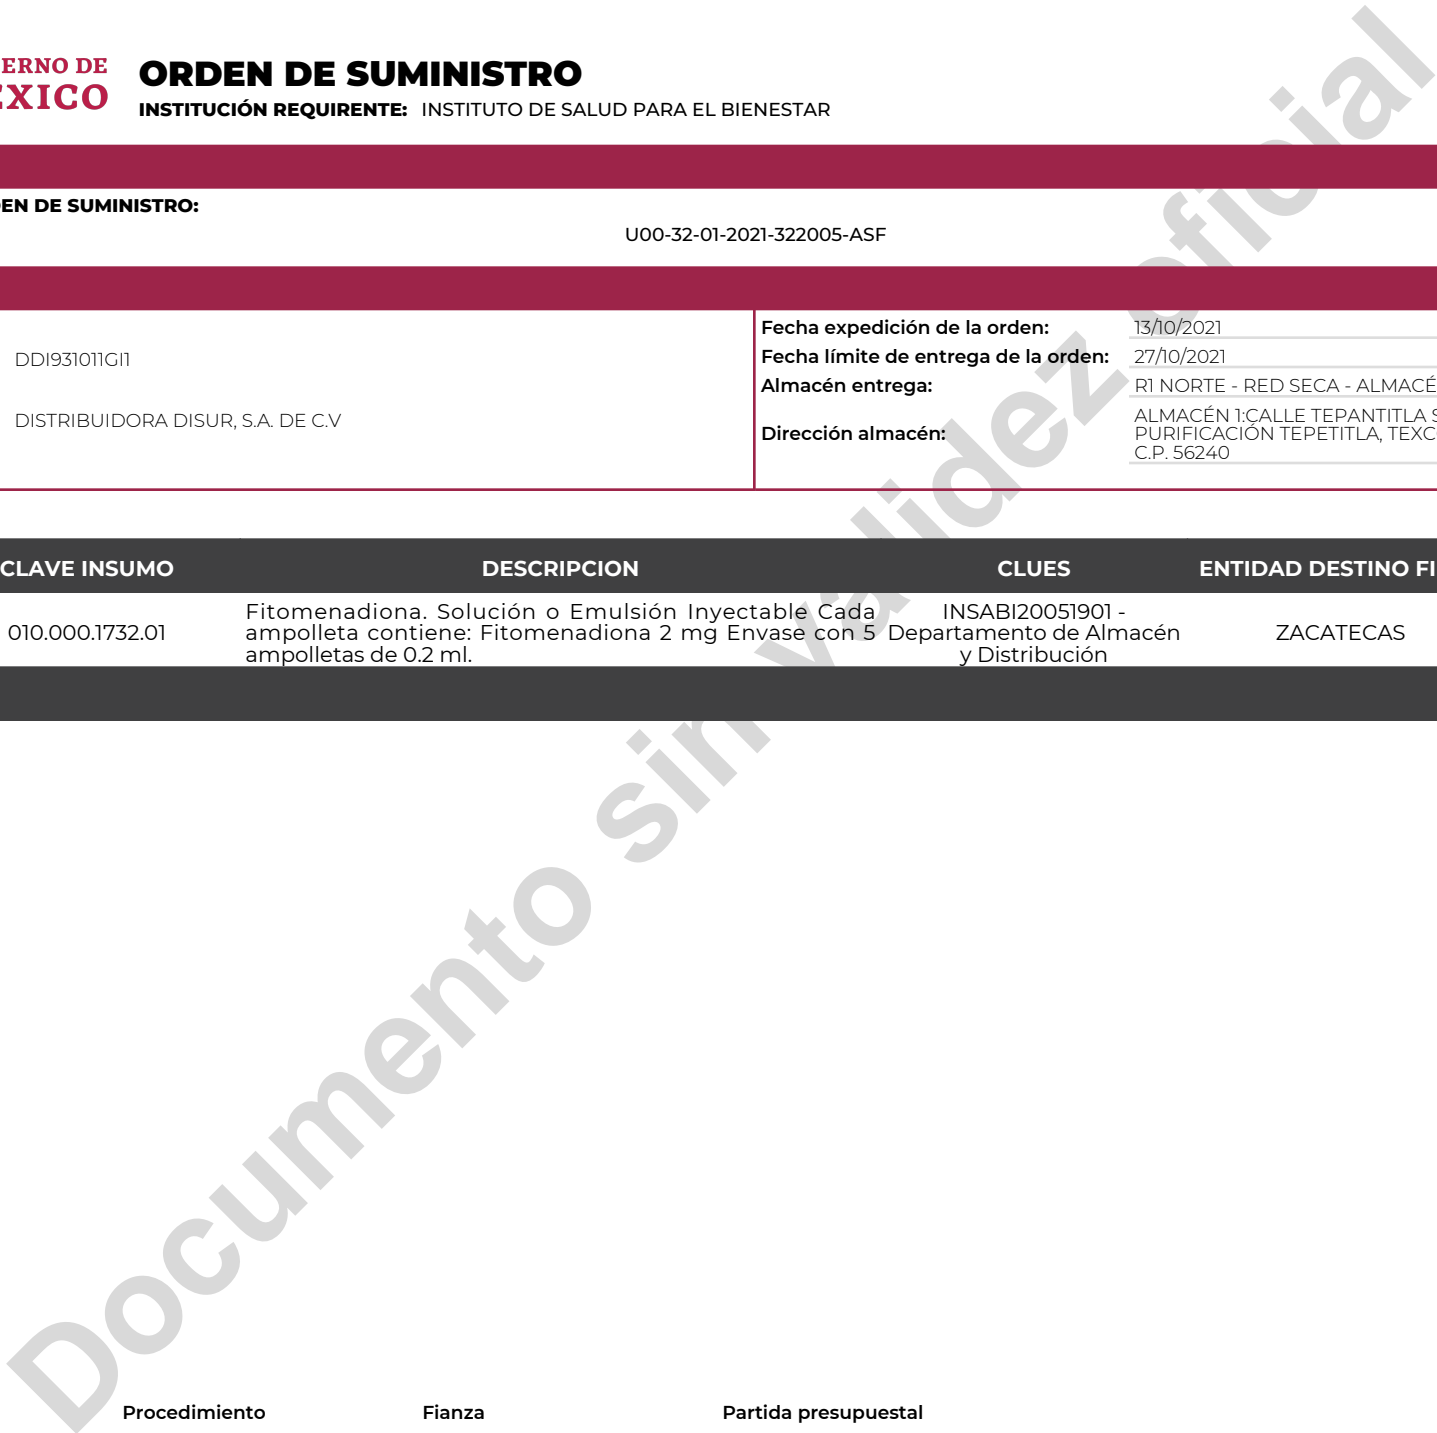 ERNO DE
ÉXICO
ORDEN DE SUMINISTRO
INSTITUCIÓN REQUIRENTE: INSTITUTO DE SALUD PARA EL BIENESTAR
EN DE SUMINISTRO:
U00-32-01-2021-322005-ASF
DDI931011GI1
DISTRIBUIDORA DISUR, S.A. DE C.V
Fecha expedición de la orden: 13/10/2021
Fecha límite de entrega de la orden: 27/10/2021
Almacén entrega: R1 NORTE - RED SECA - ALMACÉ
Dirección almacén: ALMACÉN 1:CALLE TEPANTITLA S
PURIFICACIÓN TEPETITLA, TEXC
C.P. 56240
CLAVE INSUMO DESCRIPCION CLUES ENTIDAD DESTINO FI
010.000.1732.01
Fitomenadiona. Solución o Emulsión Inyectable Cada
ampolleta contiene: Fitomenadiona 2 mg Envase con 5
ampolletas de 0.2 ml.
INSABI20051901 -
Departamento de Almacén
y Distribución
ZACATECAS
Documento sin validez oficial
Procedimiento Fianza Partida presupuestal